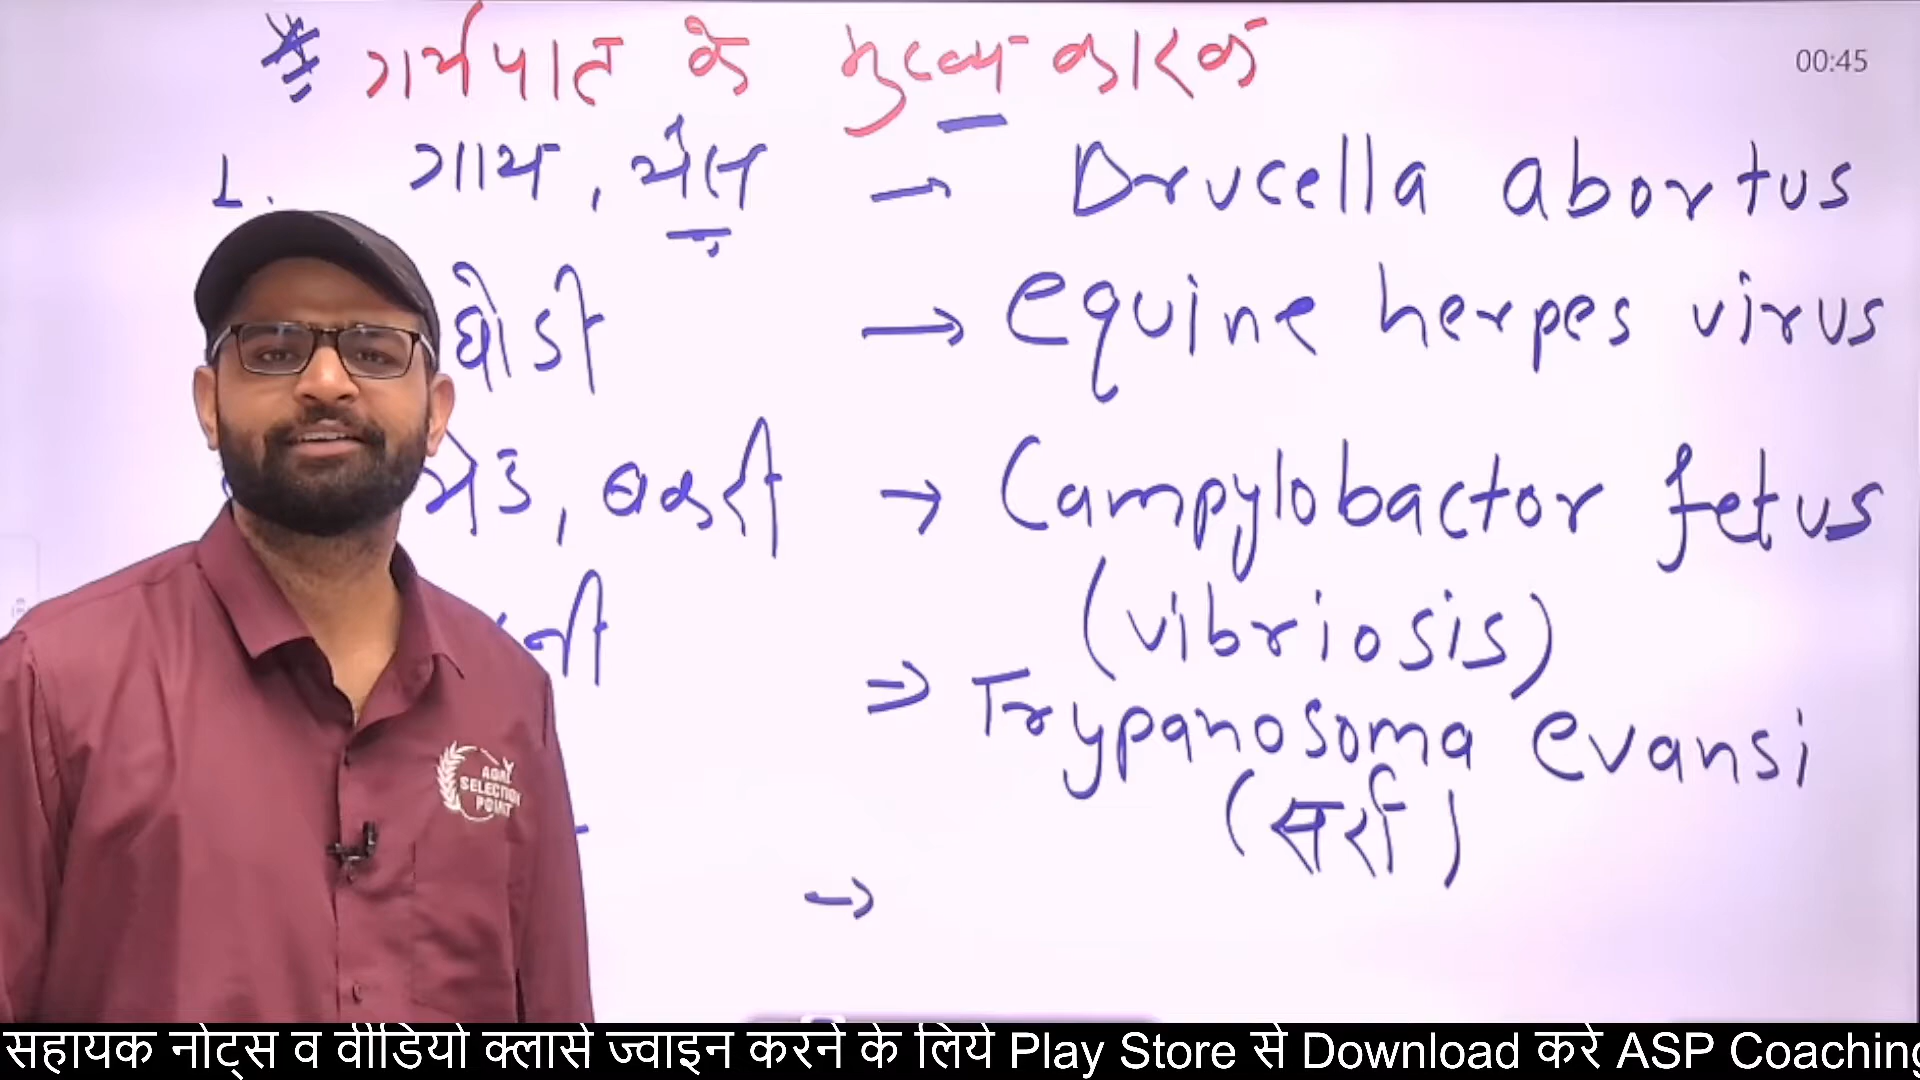 * गर्भपात के मुख्य कारक
00:45
1. गाय, भैंस → Brucella abortus
घोडी → equine herpes virus
भेड, बकरी → Campylobactor fetus
(vibriosis)
नी ⇒ Trypanosoma evansi
(सर्रा)
→
AGRI SELECTION POINT
सहायक नोट्स व वीडियो क्लासे ज्वाइन करने के लिये Play Store से Download करे ASP Coaching